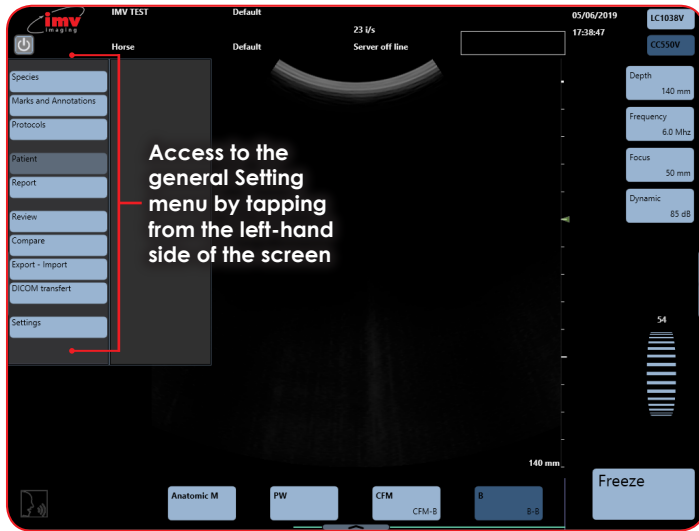 imv
imaging
IMV TEST
Default
Horse
Default
23 i/s
Server off line
05/06/2019
17:38:47
LC1038V
CC550V
Species
Marks and Annotations
Protocols
Patient
Report
Review
Compare
Export - Import
DICOM transfert
Settings
Access to the
general Setting
menu by tapping
from the left-hand
side of the screen
Depth
140 mm
Frequency
6.0 Mhz
Focus
50 mm
Dynamic
85 dB
54
140 mm
Anatomic M
PW
CFM
CFM-B
B
B-B
Freeze